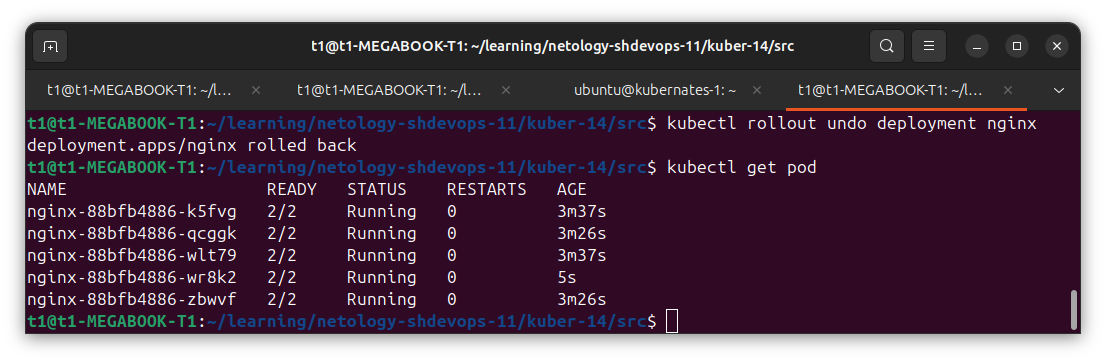 t1@t1-MEGABOOK-T1: ~/learning/netology-shdevops-11/kuber-14/src
t1@t1-MEGABOOK-T1: ~/l… t1@t1-MEGABOOK-T1: ~/l… ubuntu@kubernates-1: ~ t1@t1-MEGABOOK-T1: ~/l…
t1@t1-MEGABOOK-T1:~/learning/netology-shdevops-11/kuber-14/src$ kubectl rollout undo deployment nginx
deployment.apps/nginx rolled back
t1@t1-MEGABOOK-T1:~/learning/netology-shdevops-11/kuber-14/src$ kubectl get pod
NAME READY STATUS RESTARTS AGE
nginx-88bfb4886-k5fvg 2/2 Running 0 3m37s
nginx-88bfb4886-qcggk 2/2 Running 0 3m26s
nginx-88bfb4886-wlt79 2/2 Running 0 3m37s
nginx-88bfb4886-wr8k2 2/2 Running 0 5s
nginx-88bfb4886-zbwvf 2/2 Running 0 3m26s
t1@t1-MEGABOOK-T1:~/learning/netology-shdevops-11/kuber-14/src$